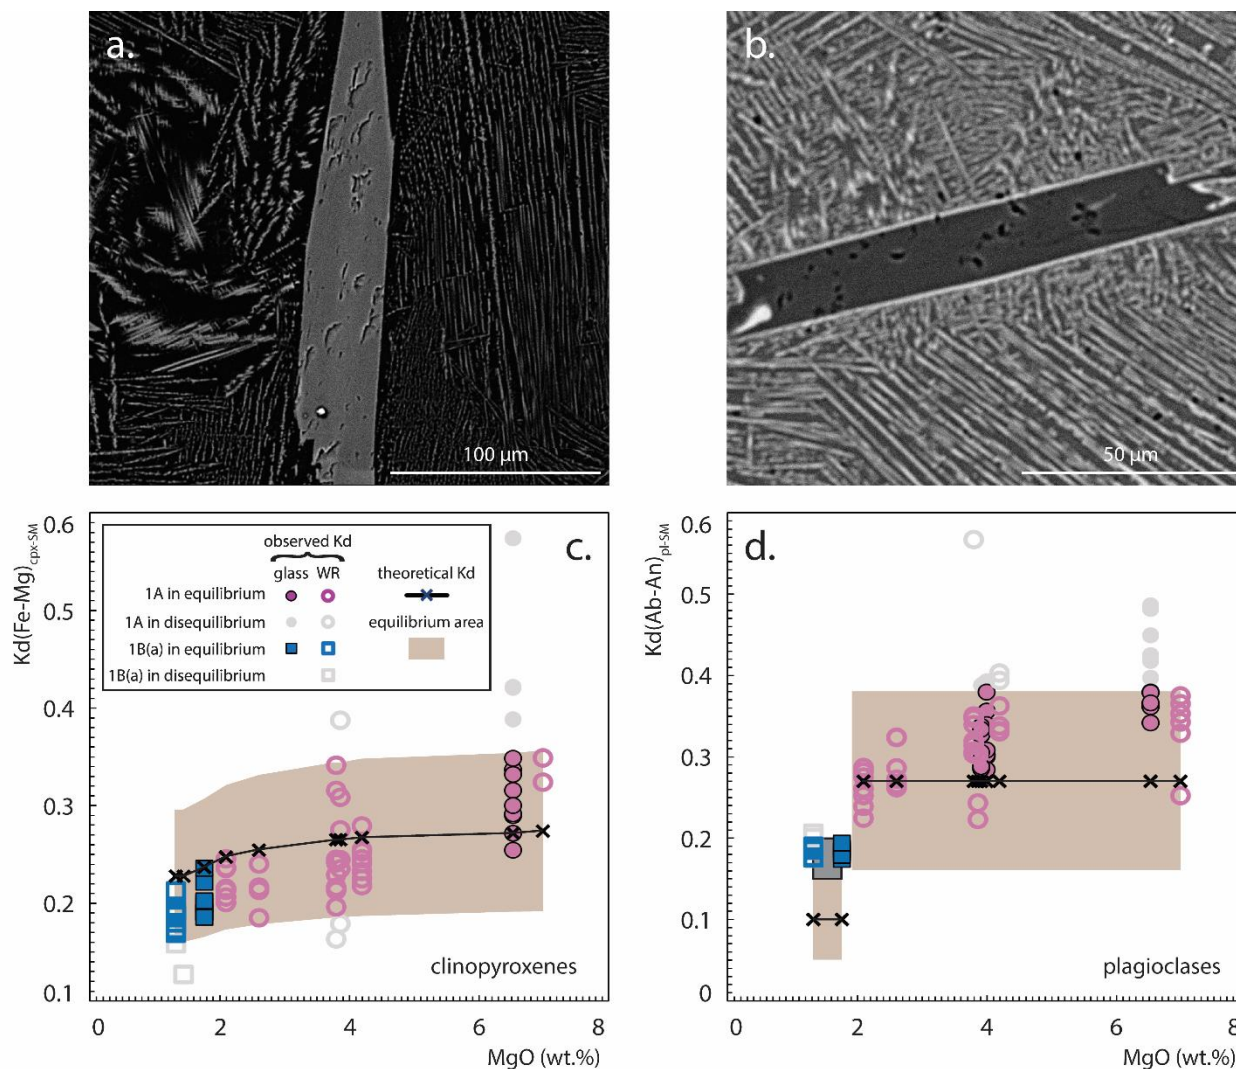 a.
100 µm
b.
50 µm
Kd(Fe-Mg)cpx-SM
0.6
0.5
0.4
0.3
0.2
0.1
c.
observed Kd
glass WR theoretical Kd
1A in equilibrium
1A in disequilibrium equilibrium area
1B(a) in equilibrium
1B(a) in disequilibrium
clinopyroxenes
0 2 4 6 8
MgO (wt.%)
Kd(Ab-An)pl-SM
0.6
0.5
0.4
0.3
0.2
0.1
0
d.
plagioclases
0 2 4 6 8
MgO (wt.%)